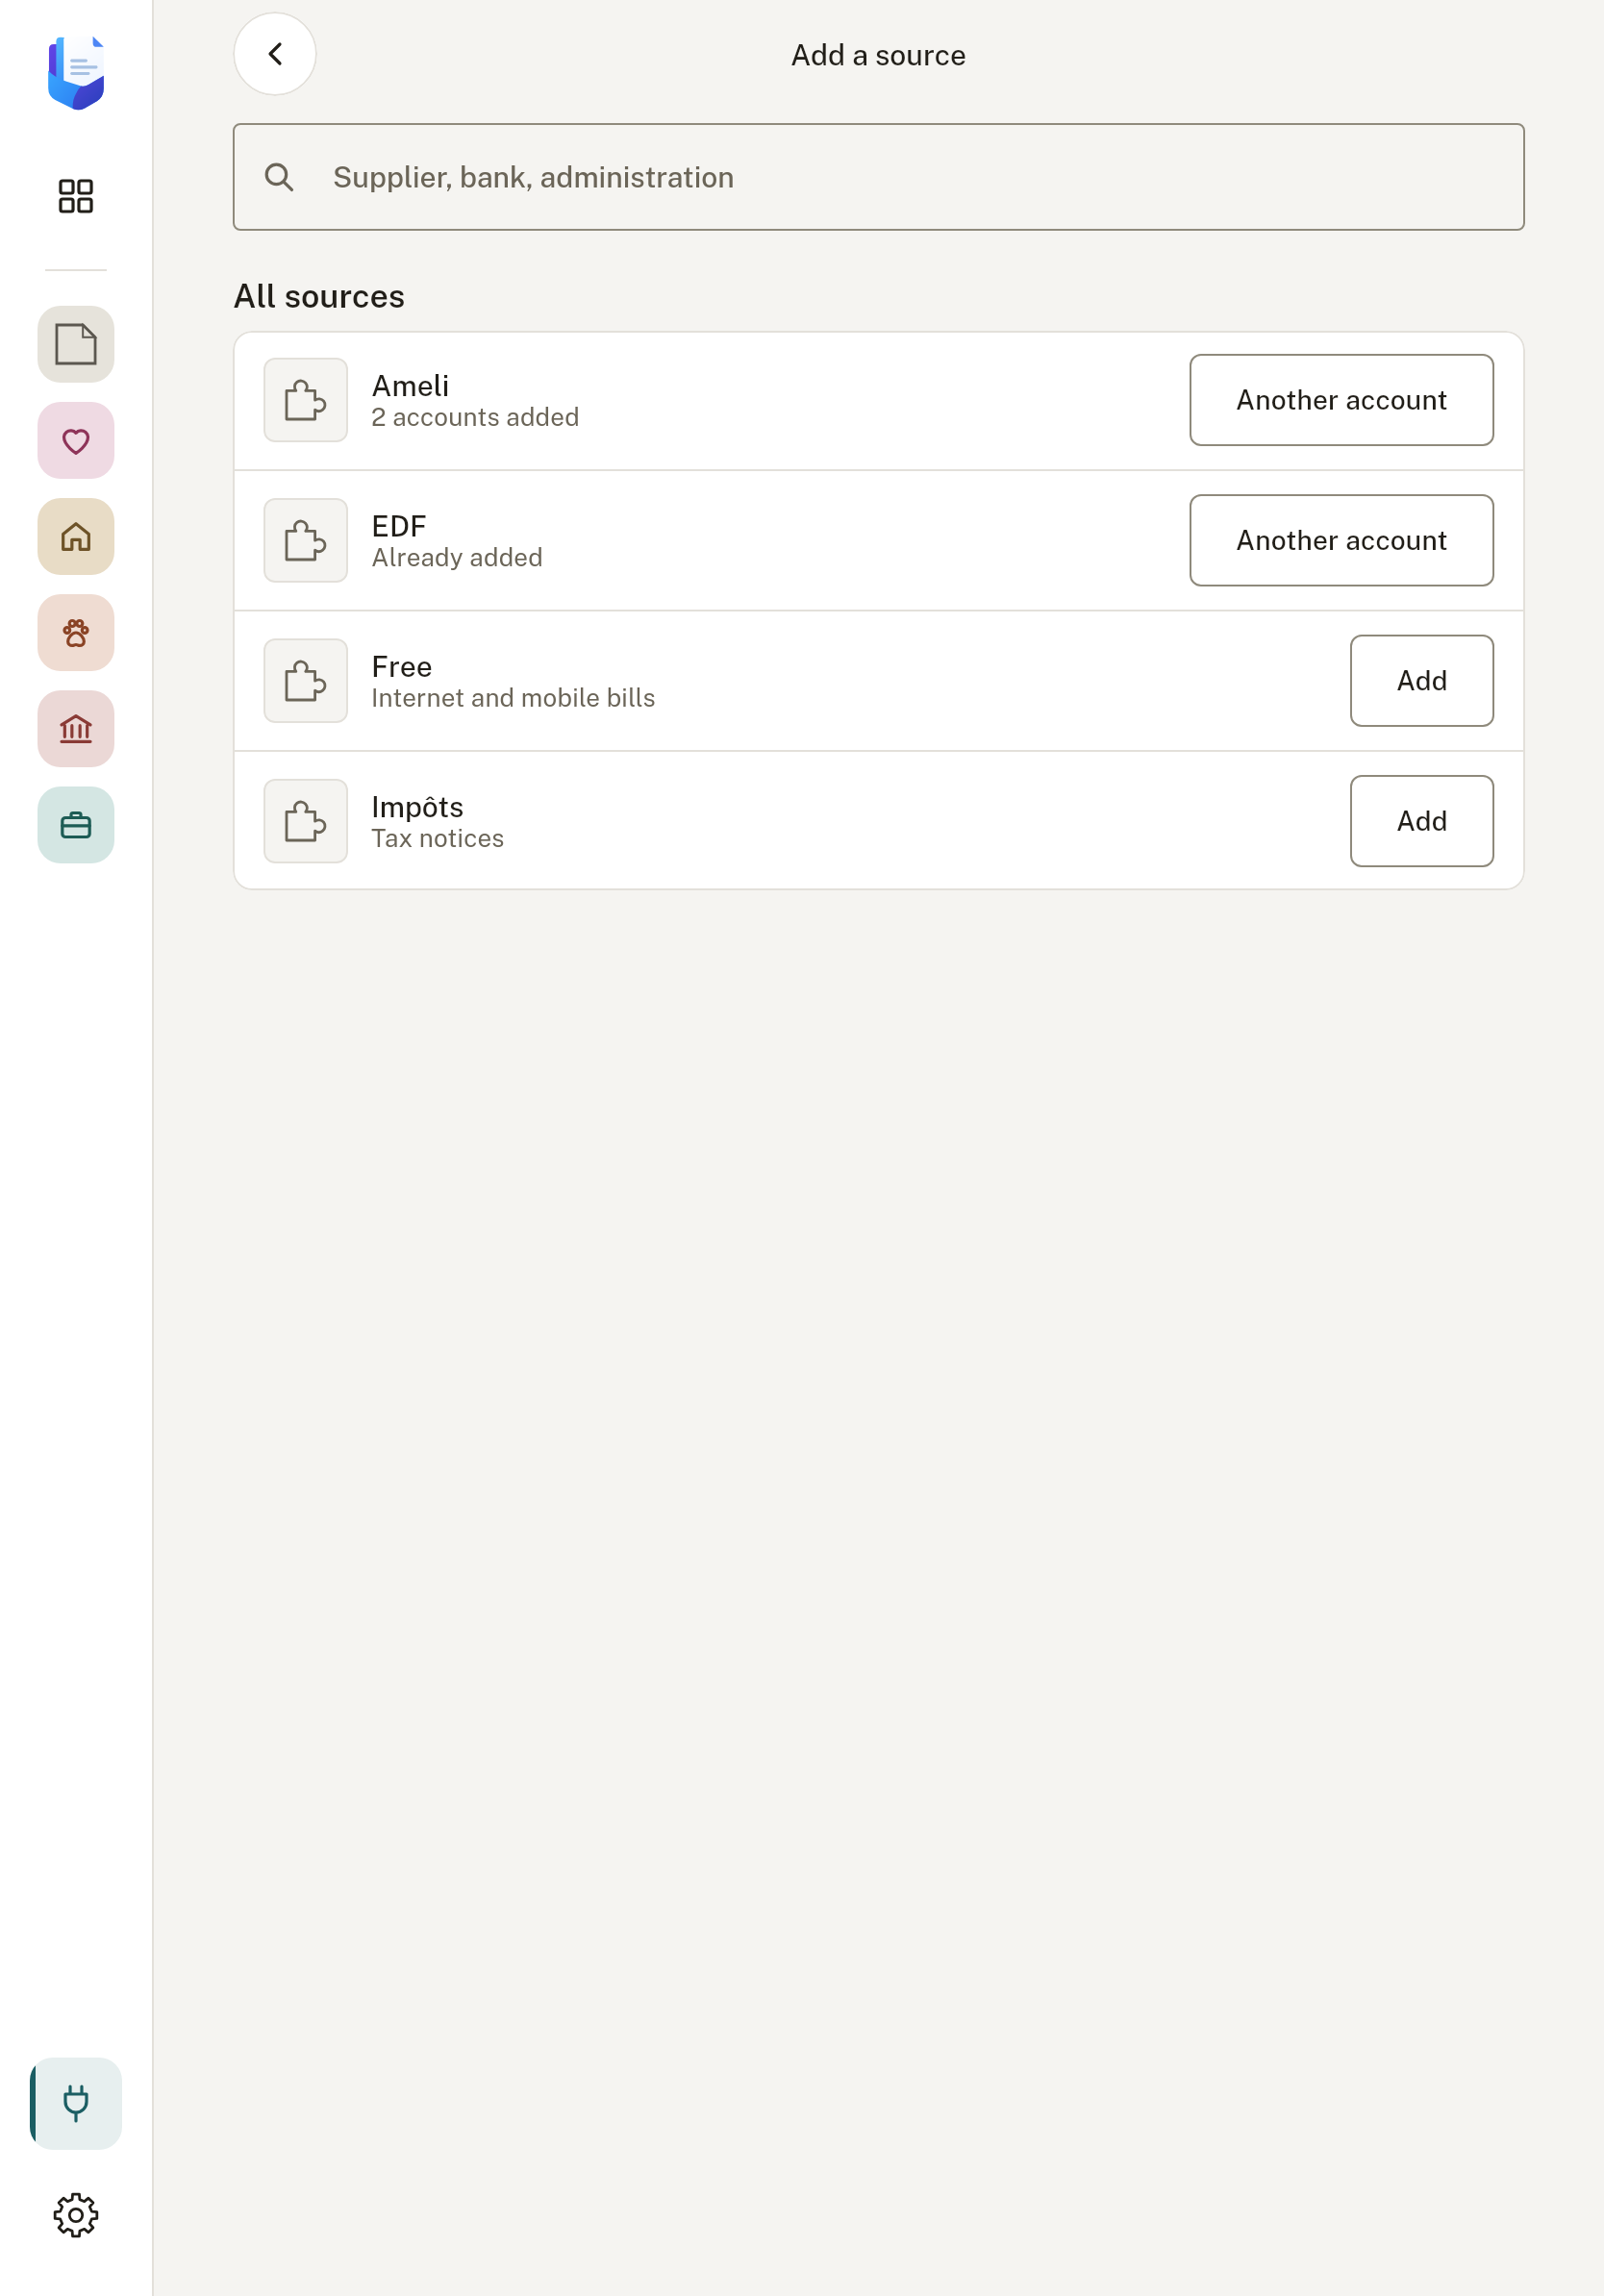 Add a source
Supplier, bank, administration
All sources
Ameli
2 accounts added
Another account
EDF
Already added
Another account
Free
Internet and mobile bills
Add
Impôts
Tax notices
Add